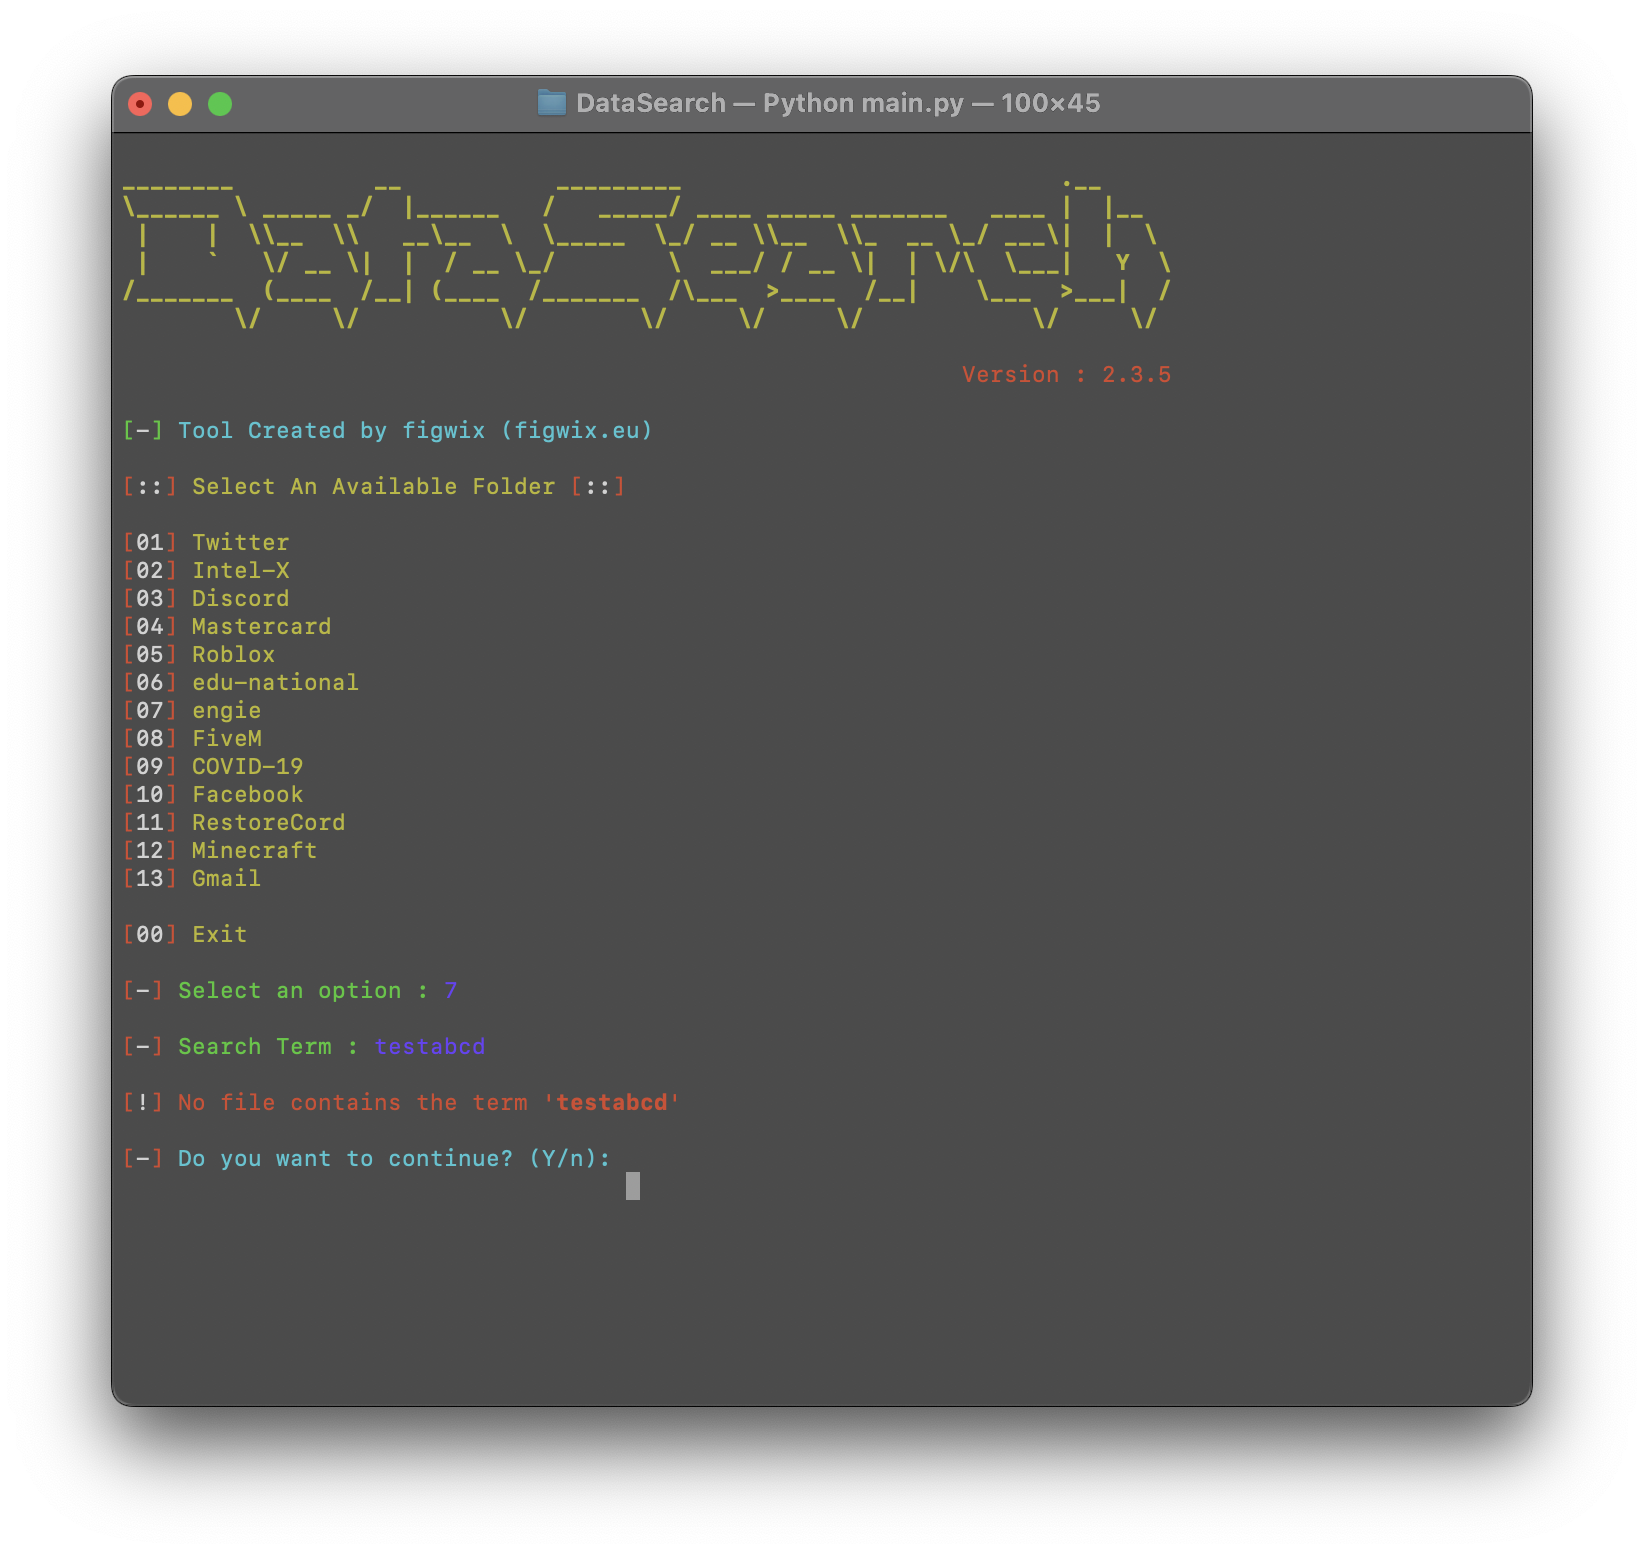 DataSearch — Python main.py — 100×45
DataSearch
Version : 2.3.5
[-] Tool Created by figwix (figwix.eu)
[::] Select An Available Folder [::]
[01] Twitter
[02] Intel-X
[03] Discord
[04] Mastercard
[05] Roblox
[06] edu-national
[07] engie
[08] FiveM
[09] COVID-19
[10] Facebook
[11] RestoreCord
[12] Minecraft
[13] Gmail
[00] Exit
[-] Select an option : 7
[-] Search Term : testabcd
[!] No file contains the term 'testabcd'
[-] Do you want to continue? (Y/n):